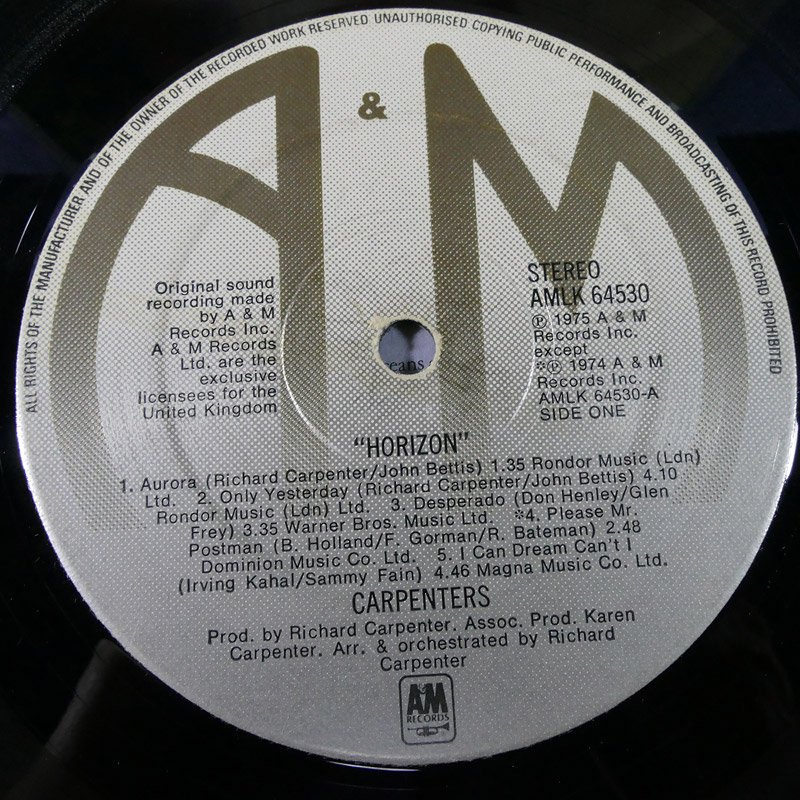 ALL RIGHTS OF THE MANUFACTURER AND OF THE OWNER OF THE RECORDED WORK RESERVED UNAUTHORISED COPYING PUBLIC PERFORMANCE AND BROADCASTING OF THIS RECORD PROHIBITED
A & M
Original sound
recording made
by A & M
Records Inc.
A & M Records
Ltd. are the
exclusive
licensees for the
United Kingdom
STEREO
AMLK 64530
℗ 1975 A & M
Records Inc.
except
*℗ 1974 A & M
Records Inc.
AMLK 64530-A
SIDE ONE
eans
"HORIZON"
1. Aurora (Richard Carpenter/John Bettis) 1.35 Rondor Music (Ldn)
Ltd. 2. Only Yesterday (Richard Carpenter/John Bettis) 4.10
Rondor Music (Ldn) Ltd. 3. Desperado (Don Henley/Glen
Frey) 3.35 Warner Bros. Music Ltd. *4. Please Mr.
Postman (B. Holland/F. Gorman/R. Bateman) 2.48
Dominion Music Co. Ltd. 5. I Can Dream Can't I
(Irving Kahal/Sammy Fain) 4.46 Magna Music Co. Ltd.
CARPENTERS
Prod. by Richard Carpenter. Assoc. Prod. Karen
Carpenter. Arr. & orchestrated by Richard
Carpenter
AM
RECORDS